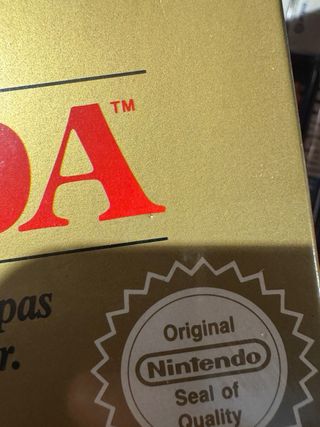 DA™
pas
r.
Original
Nintendo
Seal of
Quality